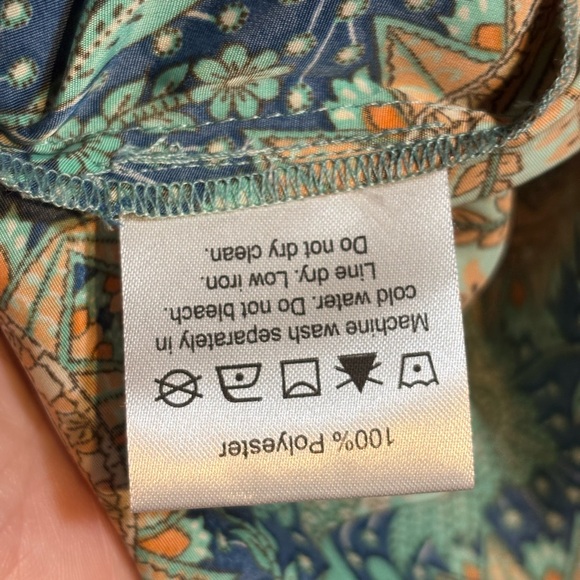 100% Polyester
Machine wash separately in
cold water. Do not bleach.
Line dry. Low iron.
Do not dry clean.